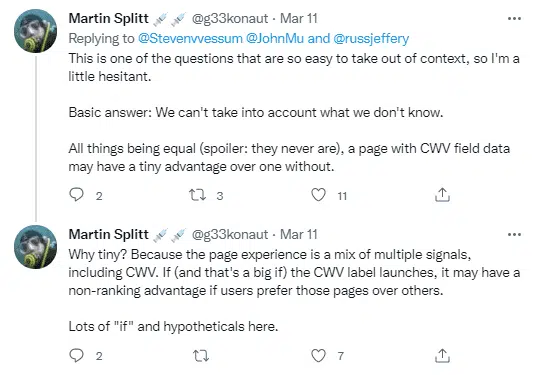 Martin Splitt 💉💉 @g33konaut · Mar 11 ...
Replying to @Stevenvvessum @JohnMu and @russjeffery
This is one of the questions that are so easy to take out of context, so I'm a
little hesitant.
Basic answer: We can't take into account what we don't know.
All things being equal (spoiler: they never are), a page with CWV field data
may have a tiny advantage over one without.
2 3 11
Martin Splitt 💉💉 @g33konaut · Mar 11 ...
Why tiny? Because the page experience is a mix of multiple signals,
including CWV. If (and that's a big if) the CWV label launches, it may have a
non-ranking advantage if users prefer those pages over others.
Lots of "if" and hypotheticals here.
2 7